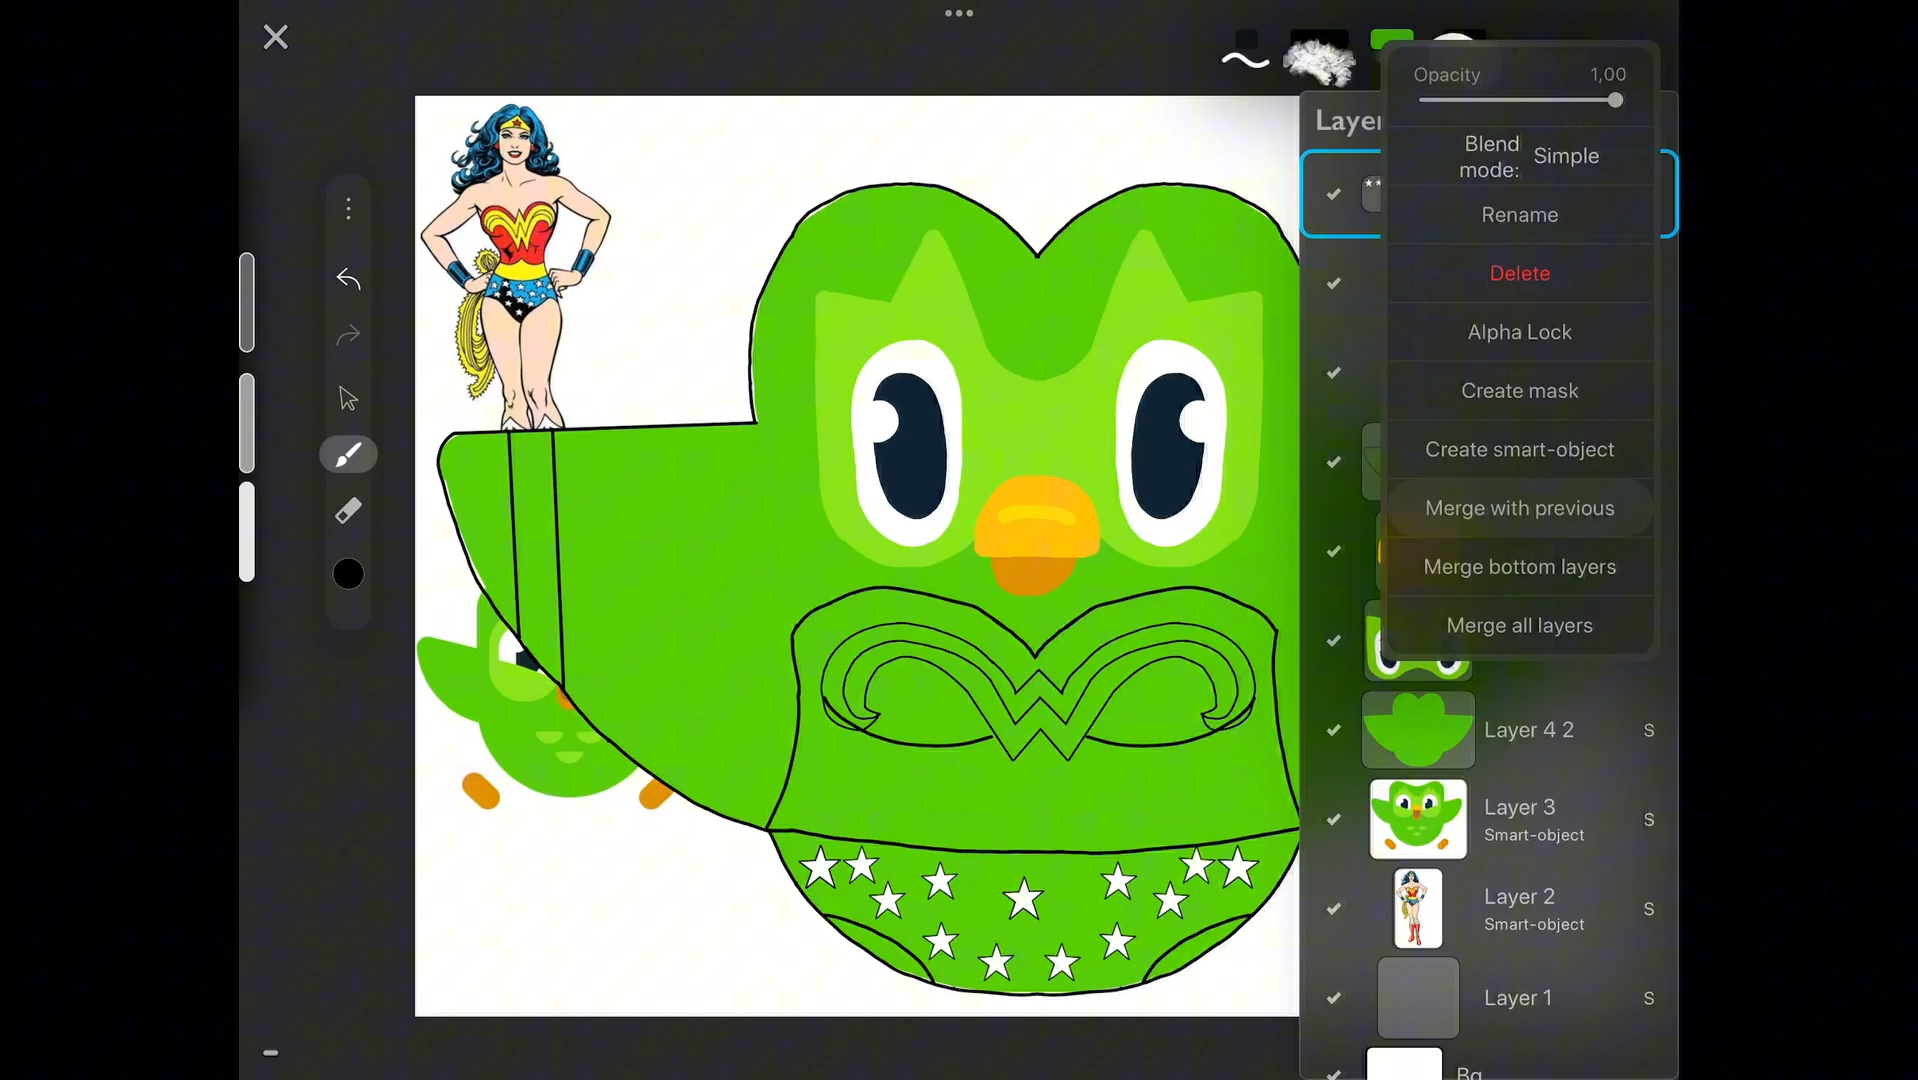 Opacity 1,00
Layer
Blend mode: Simple
Rename
Delete
Alpha Lock
Create mask
Create smart-object
Merge with previous
Merge bottom layers
Merge all layers
Layer 4 2 S
Layer 3 S
Smart-object
Layer 2 S
Smart-object
Layer 1 S
Bg